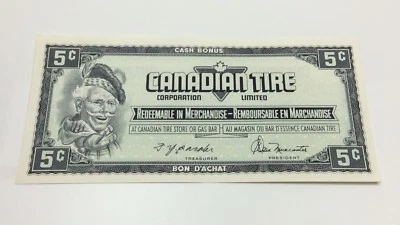 CASH BONUS
5¢ 5¢
CANADIAN TIRE
CORPORATION LIMITED
REDEEMABLE IN MERCHANDISE – REMBOURSABLE EN MARCHANDISE
AT CANADIAN TIRE STORE OR GAS BAR AU MAGASIN OU BAR D'ESSENCE CANADIAN TIRE
TREASURER PRESIDENT
5¢ 5¢
BON D'ACHAT